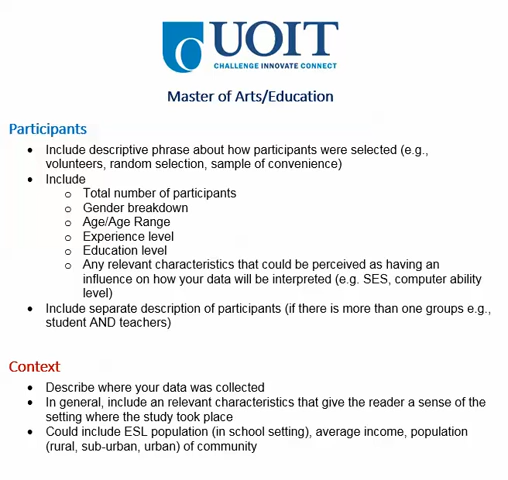 UOIT
CHALLENGE INNOVATE CONNECT
Master of Arts/Education
Participants
• Include descriptive phrase about how participants were selected (e.g.,
volunteers, random selection, sample of convenience)
• Include
o Total number of participants
o Gender breakdown
o Age/Age Range
o Experience level
o Education level
o Any relevant characteristics that could be perceived as having an
influence on how your data will be interpreted (e.g. SES, computer ability
level)
• Include separate description of participants (if there is more than one groups e.g.,
student AND teachers)
Context
• Describe where your data was collected
• In general, include an relevant characteristics that give the reader a sense of the
setting where the study took place
• Could include ESL population (in school setting), average income, population
(rural, sub-urban, urban) of community